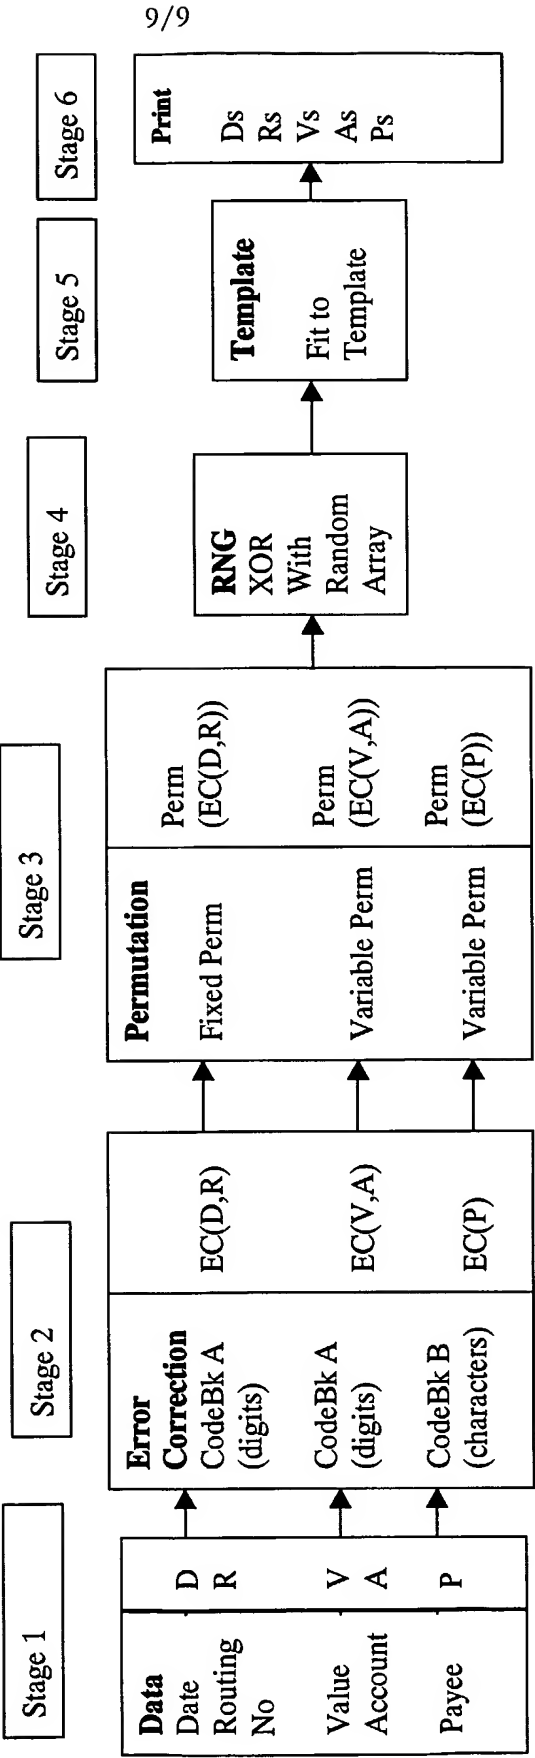 9/9
Stage 1
Stage 2
Stage 3
Stage 4
Stage 5
Stage 6
Data
Date
Routing
No
Value
Account
Payee
D
R
V
A
P
Error
Correction
CodeBk A
(digits)
CodeBk A
(digits)
CodeBk B
(characters)
EC(D,R)
EC(V,A)
EC(P)
Permutation
Fixed Perm
Variable Perm
Variable Perm
Perm
(EC(D,R))
Perm
(EC(V,A))
Perm
(EC(P))
RNG
XOR
With
Random
Array
Template
Fit to
Template
Print
Ds
Rs
Vs
As
Ps